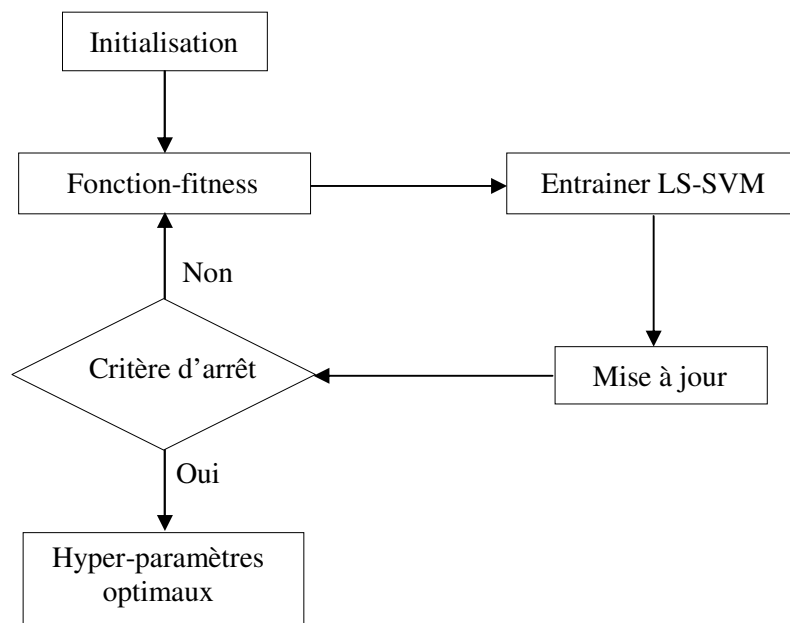 Initialisation
Fonction-fitness
Entrainer LS-SVM
Non
Critère d'arrêt
Mise à jour
Oui
Hyper-paramètres
optimaux